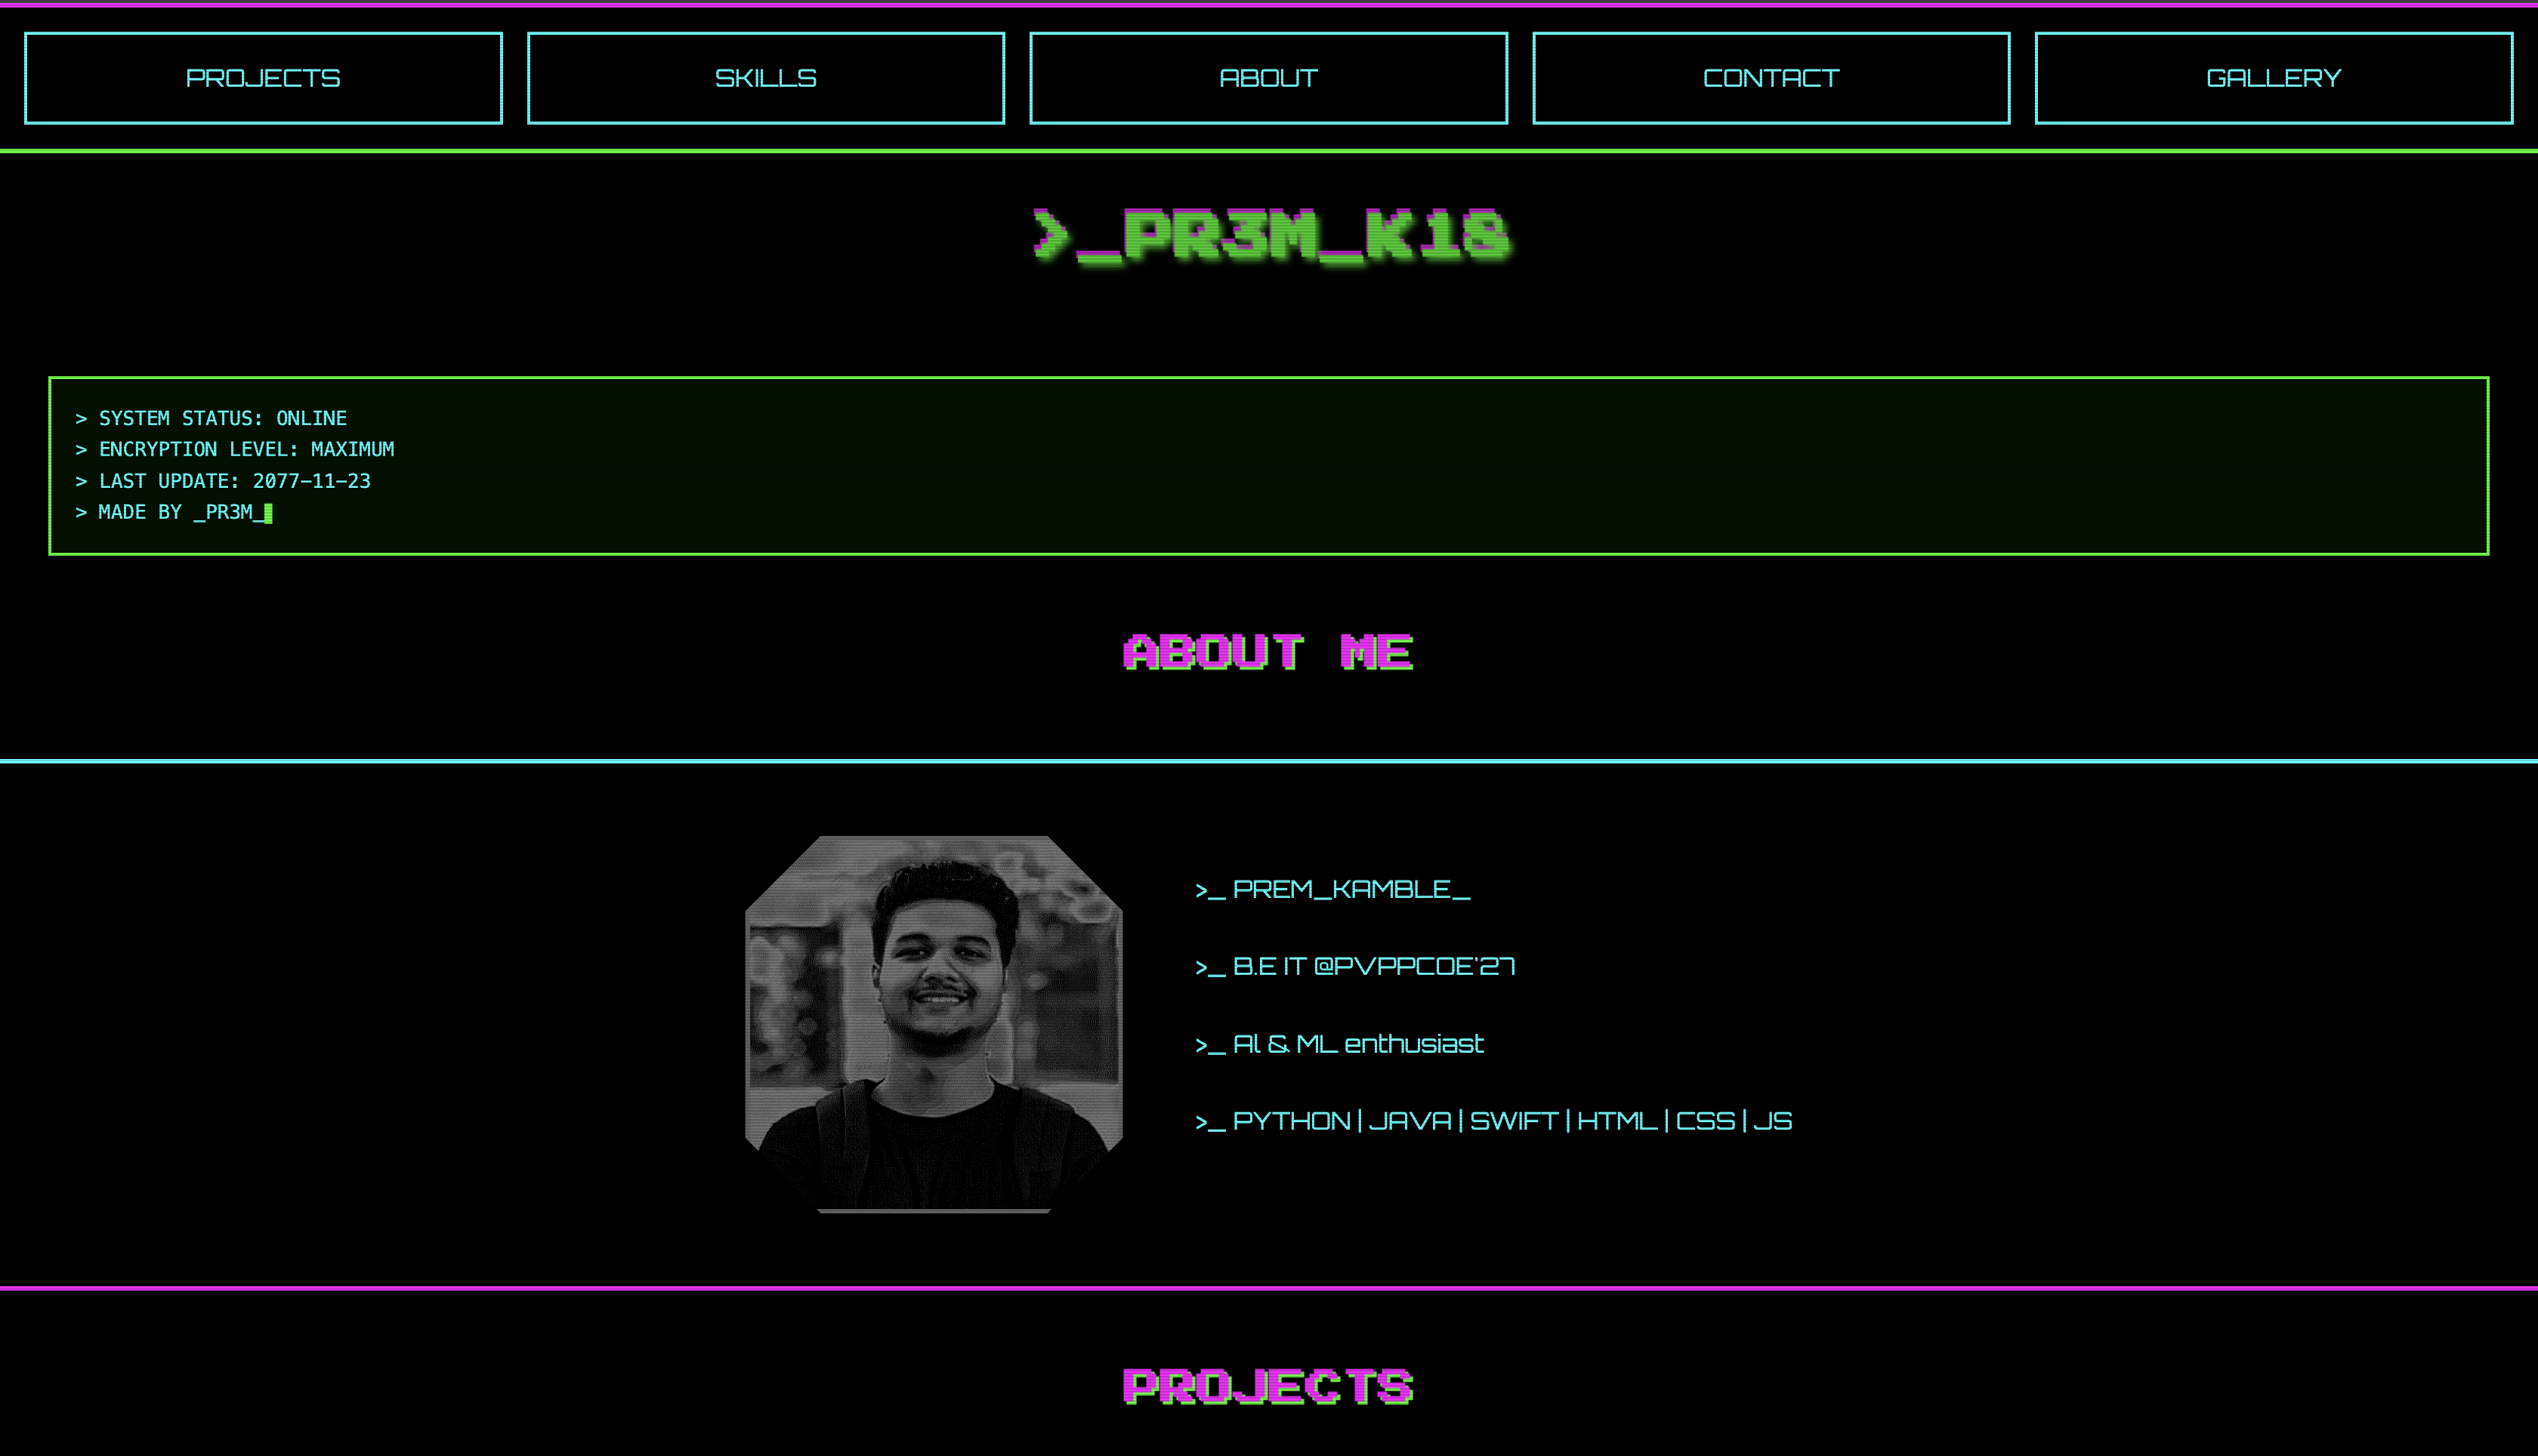 PROJECTS
SKILLS
ABOUT
CONTACT
GALLERY
>_PR3M_K18
> SYSTEM STATUS: ONLINE
> ENCRYPTION LEVEL: MAXIMUM
> LAST UPDATE: 2077-11-23
> MADE BY _PR3M_
ABOUT ME
>_ PREM_KAMBLE_
>_ B.E IT @PVPPCOE'27
>_ AI & ML enthusiast
>_ PYTHON | JAVA | SWIFT | HTML | CSS | JS
PROJECTS